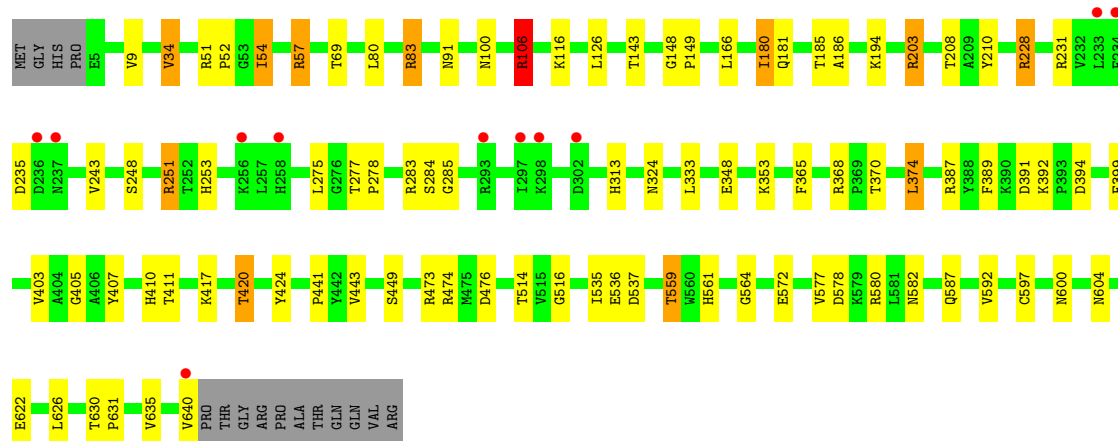 MET GLY HIS PRO E5 V9 V34 R51 P52 G53 I54 R57 T69 L80 R83 N91 N100 R106 K116 L126 T143 G148 P149 L166 I180 Q181 T185 A186 K194 R203 T208 A209 Y210 R228 R231 V232 L233
D235 D236 N237 V243 S248 R251 T252 H253 K256 L257 H258 L275 G276 T277 P278 R283 S284 G285 R293 I297 K298 D302 H313 N324 L333 E348 K353 F365 R368 P369 T370 L374 R387 Y388 F389 K390 D391 K392 P393 D394
V403 A404 G405 A406 Y407 H410 T411 K417 T420 Y424 P441 Y442 V443 S449 R473 R474 M475 D476 T514 V515 G516 I535 E536 D537 T559 W560 H561 G564 E572 V577 D578 K579 R580 L581 N582 Q587 V592 C597 N600 N604
E622 L626 T630 P631 V635 V640 PRO THR GLY ARG PRO ALA THR GLN GLN VAL ARG